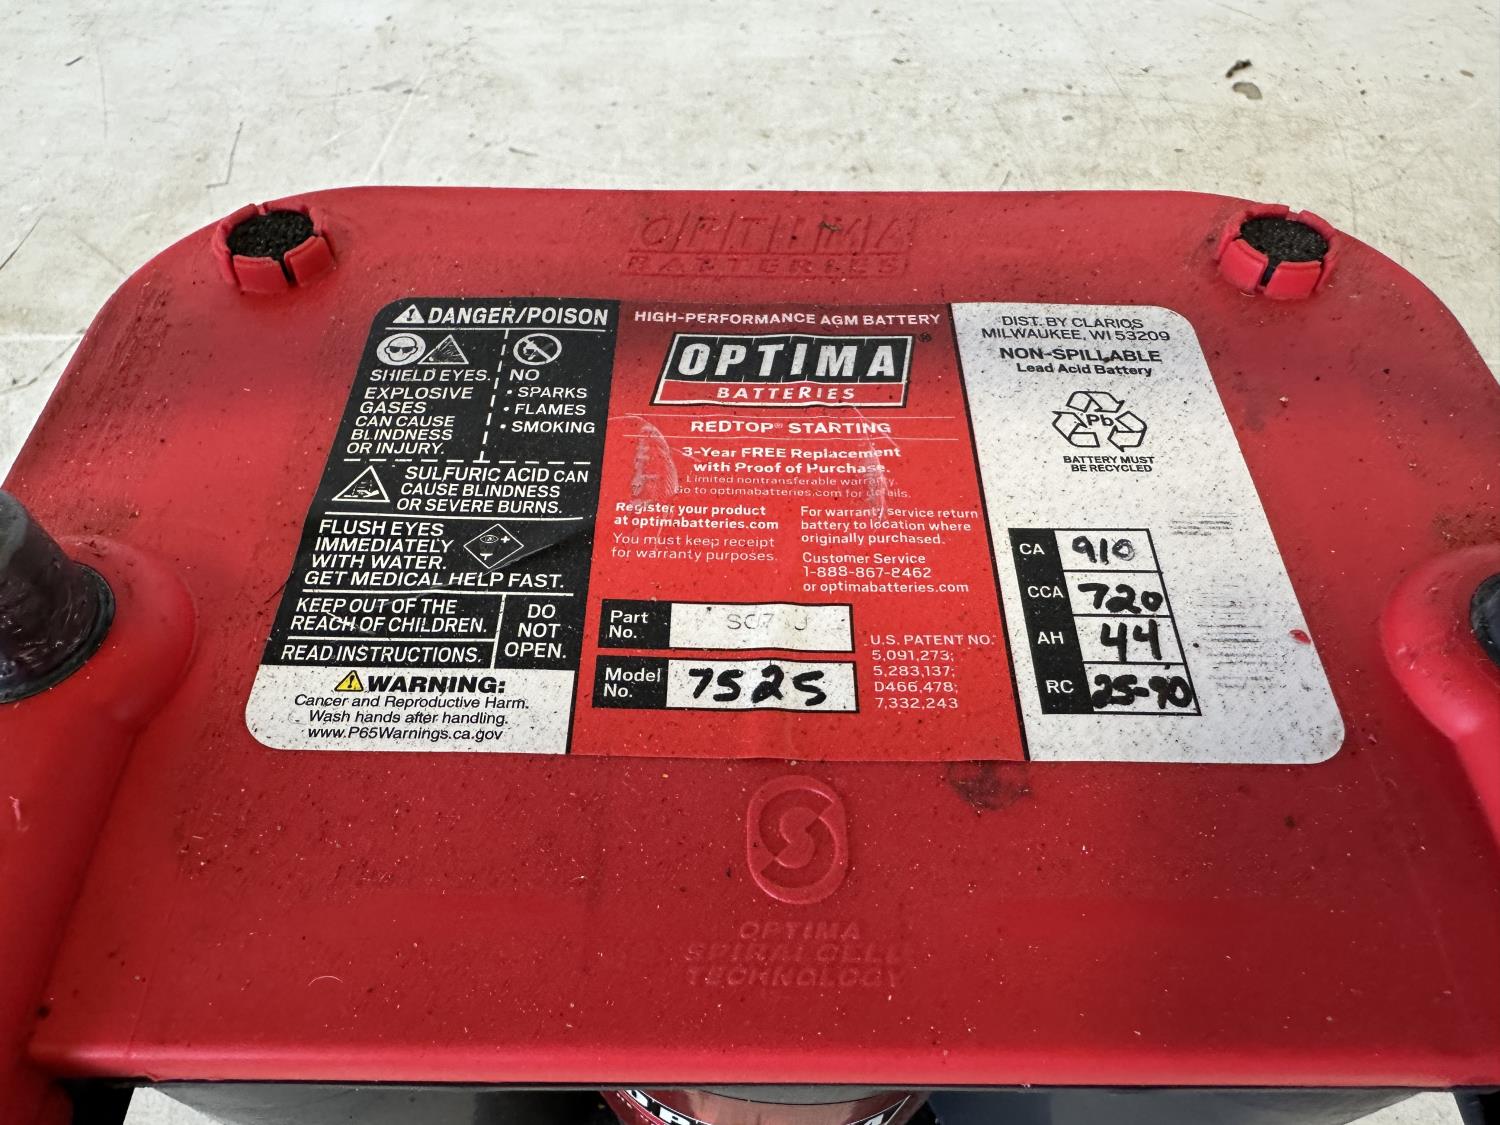 OPTIMA
BATTERIES
DANGER/POISON
SHIELD EYES.
EXPLOSIVE
GASES
CAN CAUSE
BLINDNESS
OR INJURY.
NO
• SPARKS
• FLAMES
• SMOKING
SULFURIC ACID CAN
CAUSE BLINDNESS
OR SEVERE BURNS.
FLUSH EYES
IMMEDIATELY
WITH WATER.
GET MEDICAL HELP FAST.
KEEP OUT OF THE
REACH OF CHILDREN.
DO
NOT
OPEN.
READ INSTRUCTIONS.
WARNING:
Cancer and Reproductive Harm.
Wash hands after handling.
www.P65Warnings.ca.gov
HIGH-PERFORMANCE AGM BATTERY
OPTIMA®
BATTERIES
REDTOP® STARTING
3-Year FREE Replacement
with Proof of Purchase.
Limited nontransferable warranty.
Go to optimabatteries.com for details.
Register your product
at optimabatteries.com
You must keep receipt
for warranty purposes.
For warranty service return
battery to location where
originally purchased.
Customer Service
1-888-867-8462
or optimabatteries.com
Part
No.
Model
No.
7525
U.S. PATENT NO.
5,091,273;
5,283,137;
D466,478;
7,332,243
DIST. BY CLARIOS
MILWAUKEE, WI 53209
NON-SPILLABLE
Lead Acid Battery
Pb
BATTERY MUST
BE RECYCLED
CA 910
CCA 720
AH 44
RC 25-90
OPTIMA
SPIRALCELL
TECHNOLOGY